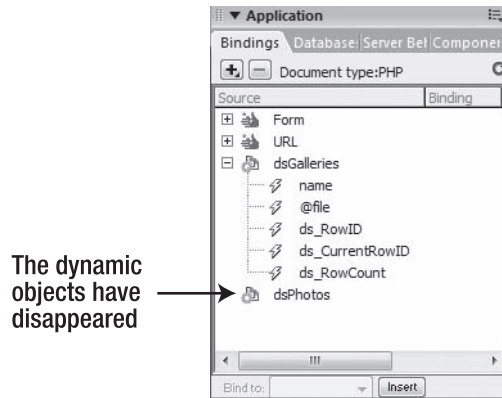 Application
Bindings Database Server Bel Componer
Document type:PHP
Source Binding
Form
URL
dsGalleries
name
@file
ds_RowID
ds_CurrentRowID
ds_RowCount
dsPhotos
The dynamic
objects have
disappeared
Bind to: Insert